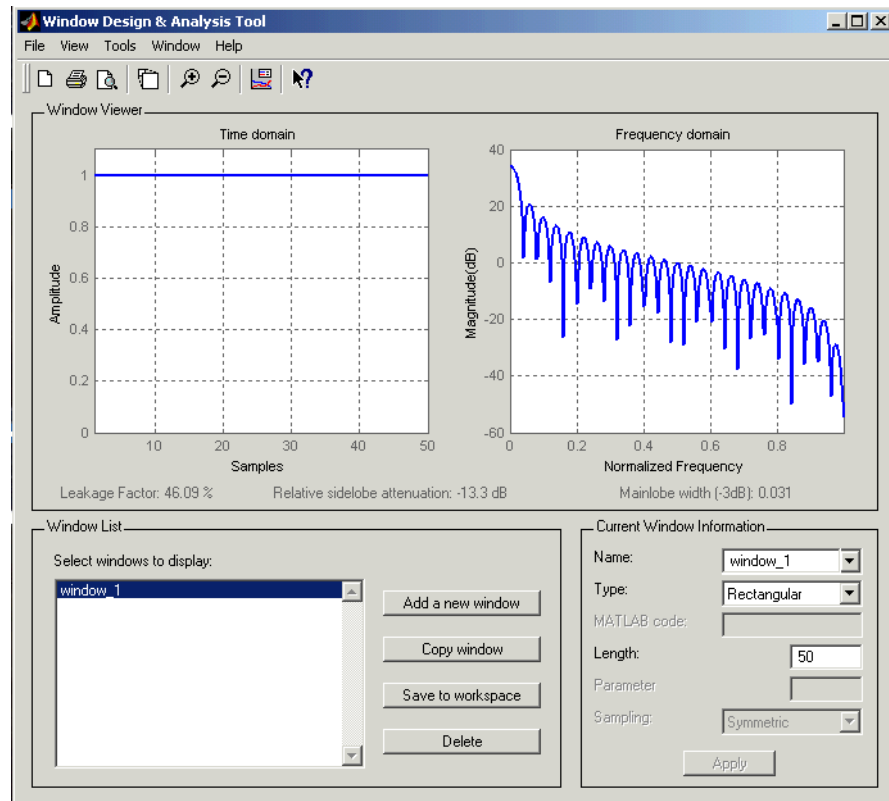 Window Design & Analysis Tool
File View Tools Window Help
Window Viewer
Time domain
1
0.8
0.6
0.4
0.2
0
Amplitude
10 20 30 40 50
Samples
Frequency domain
40
20
0
-20
-40
-60
Magnitude(dB)
0 0.2 0.4 0.6 0.8
Normalized Frequency
Leakage Factor: 46.09 % Relative sidelobe attenuation: -13.3 dB Mainlobe width (-3dB): 0.031
Window List
Select windows to display:
window_1
Add a new window
Copy window
Save to workspace
Delete
Current Window Information
Name: window_1
Type: Rectangular
MATLAB code:
Length: 50
Parameter
Sampling: Symmetric
Apply